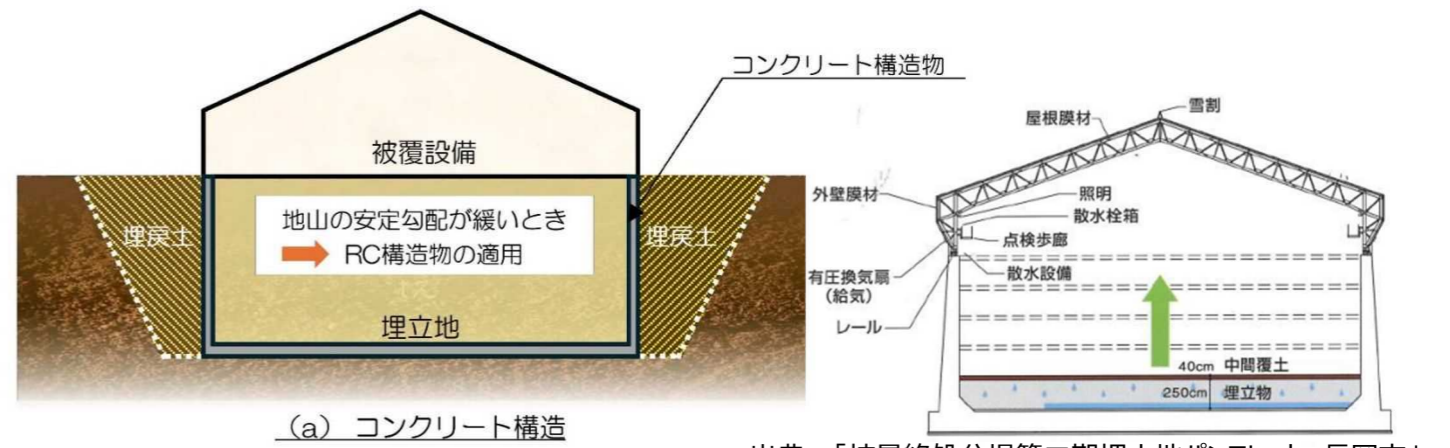 被覆設備
埋戻土
地山の安定勾配が緩いとき
RC構造物の適用
埋戻土
埋立地
コンクリート構造物
(a) コンクリート構造
雪割
屋根膜材
外壁膜材
照明
散水栓箱
点検歩廊
有圧換気扇
(給気)
散水設備
レール
40cm 中間覆土
250cm 埋立物